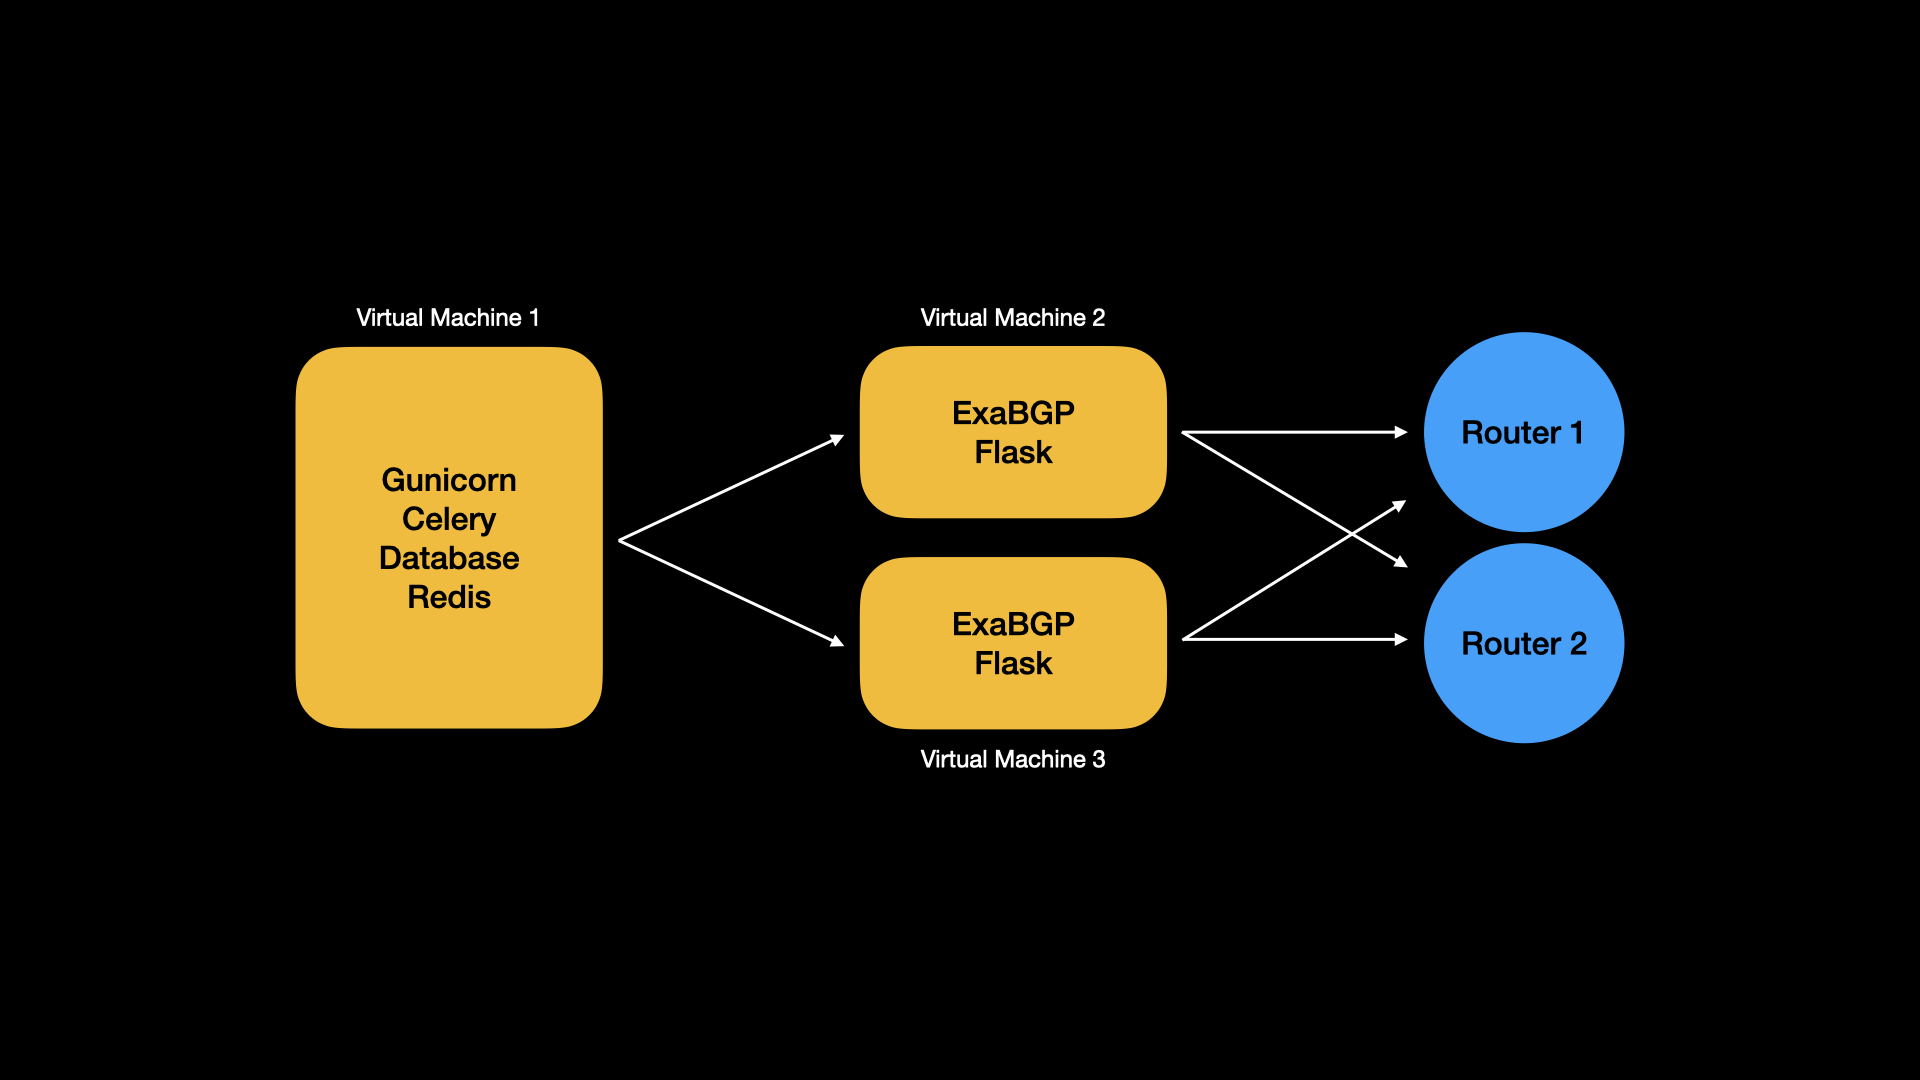 Virtual Machine 1
Gunicorn
Celery
Database
Redis
Virtual Machine 2
ExaBGP
Flask
ExaBGP
Flask
Virtual Machine 3
Router 1
Router 2